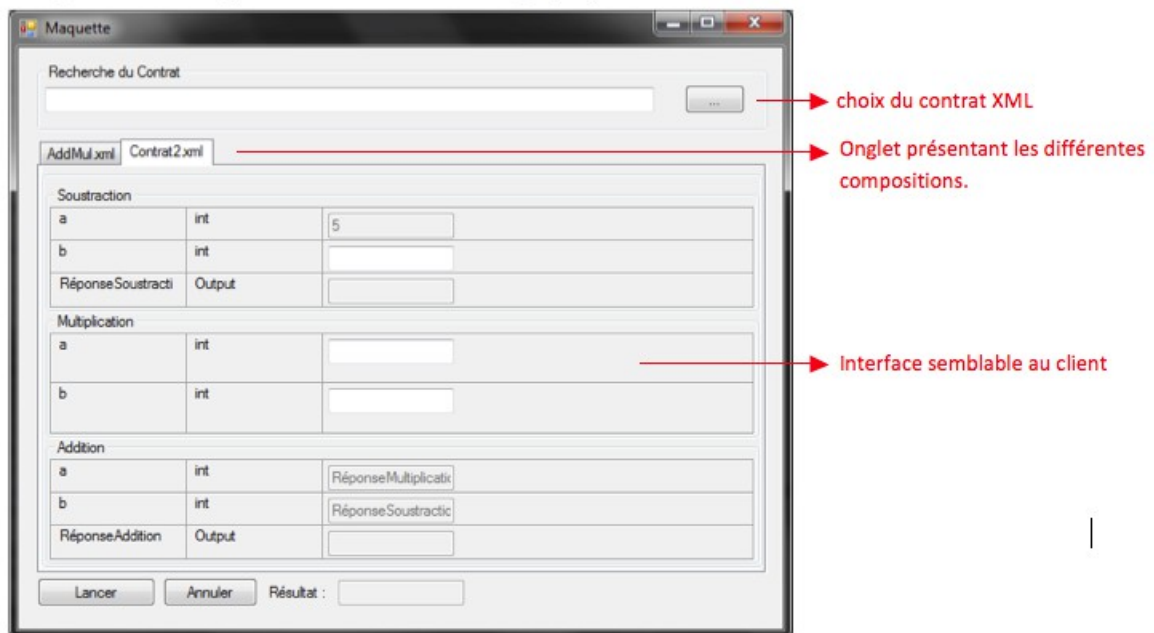 Maquette
Recherche du Contrat
...
choix du contrat XML
AddMul.xml Contrat2.xml
Onglet présentant les différentes
compositions.
Soustraction
a int 5
b int
RéponseSoustracti Output
Multiplication
a int
Interface semblable au client
b int
Addition
a int RéponseMultiplicatic
b int RéponseSoustractic
RéponseAddition Output
Lancer Annuler Résultat :